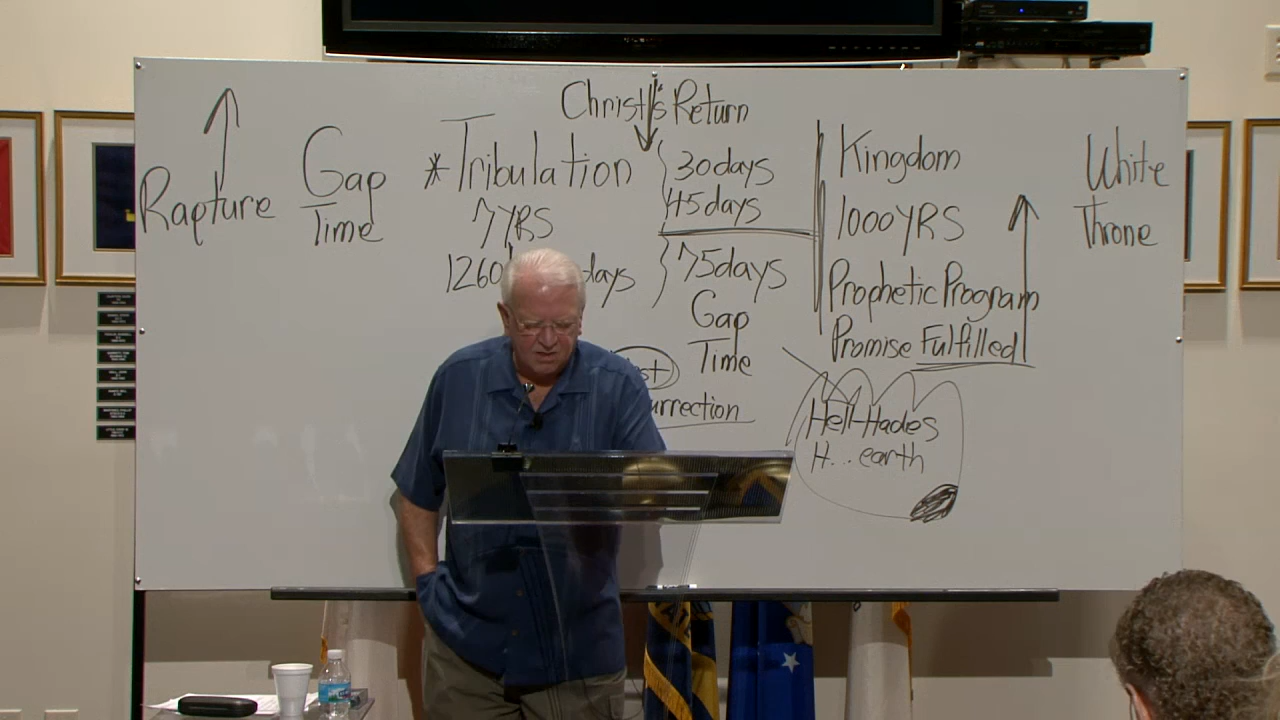 Christ's Return
Rapture
Gap
Time
*Tribulation
7YRS
1260 days
30days
45days
75days
Gap
Time
Kingdom
1000YRS
Prophetic Program
Promise Fulfilled
White
Throne
Hell-Hades
H... earth